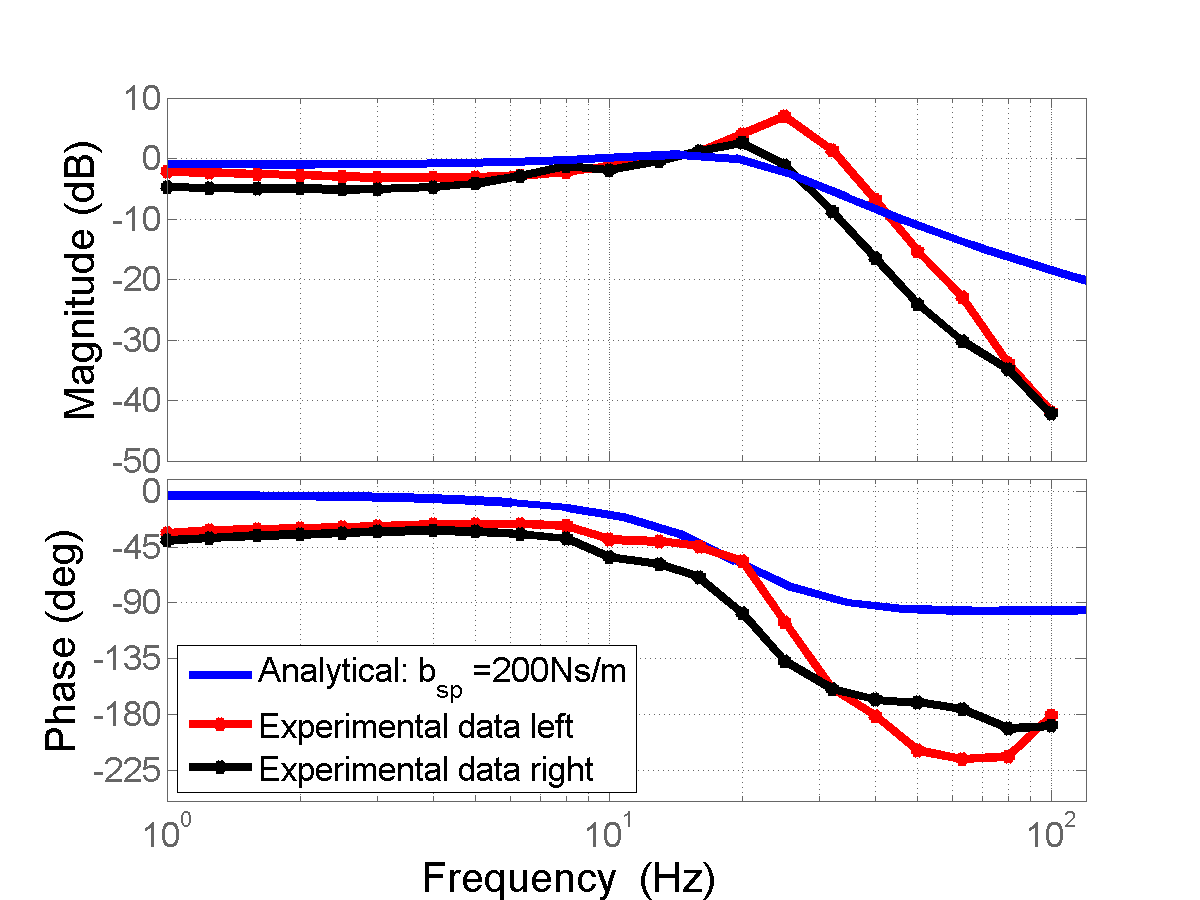 10
0
-10
-20
-30
-40
-50
Magnitude (dB)
0
-45
-90
-135
-180
-225
Phase (deg)
Analytical: b_sp =200Ns/m
Experimental data left
Experimental data right
10^0 10^1 10^2
Frequency (Hz)